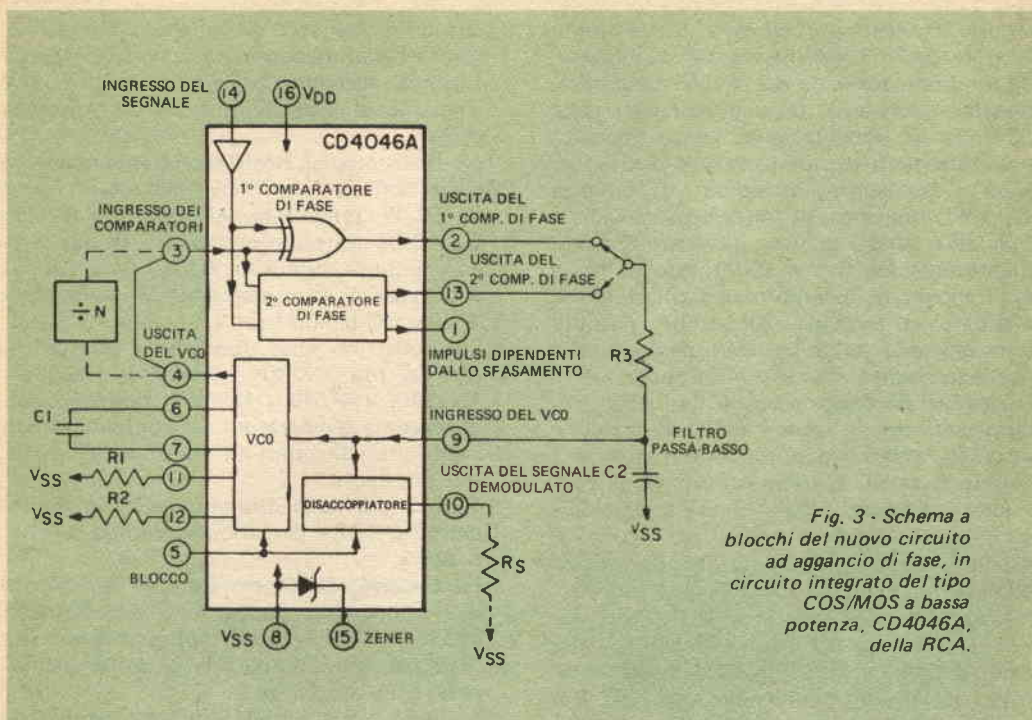 INGRESSO DEL
SEGNALE
14
16 VDD
CD4046A
1° COMPARATORE
DI FASE
USCITA DEL
1° COMP. DI FASE
INGRESSO DEI
COMPARATORI
3
2
USCITA DEL
2° COMP. DI FASE
2° COMPARATORE
DI FASE
13
÷ N
1
R3
USCITA
DEL VCO
4
IMPULSI DIPENDENTI
DALLO SFASAMENTO
6
INGRESSO DEL VCO
C1
VCO
9
7
FILTRO
PASSA-BASSO
R1
VSS
11
USCITA DEL SEGNALE
DEMODULATO
C2
R2
DISACCOPPIATORE
10
VSS
12
VSS
5
BLOCCO
RS
VSS 8
15 ZENER
VSS
Fig. 3 - Schema a
blocchi del nuovo circuito
ad aggancio di fase, in
circuito integrato del tipo
COS/MOS a bassa
potenza, CD4046A,
della RCA.